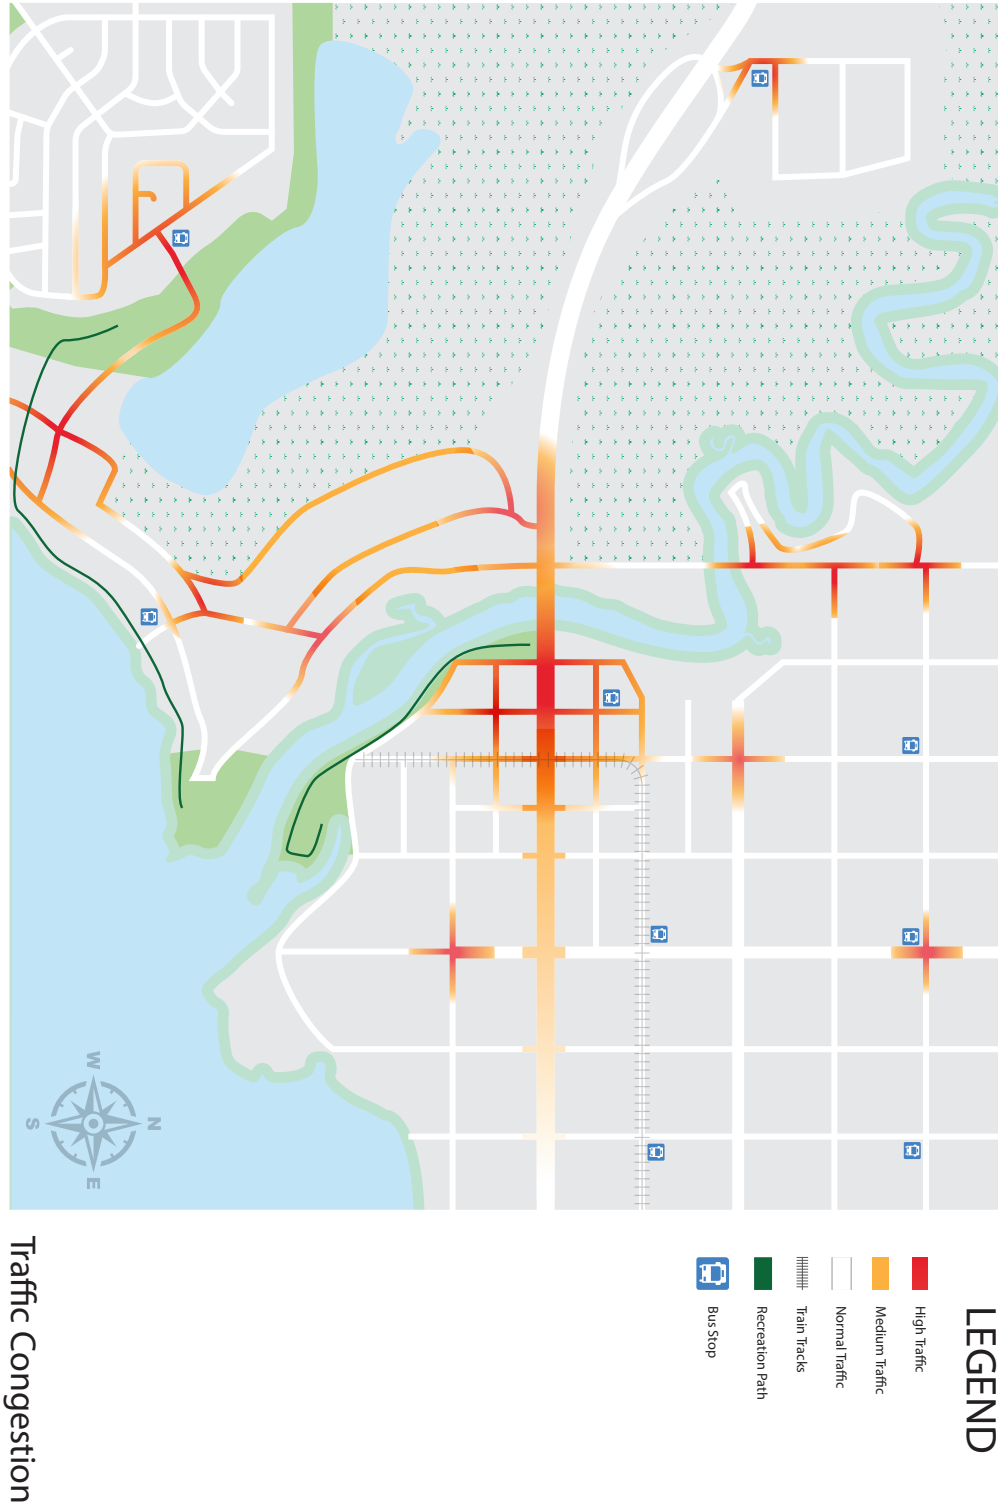 LEGEND
High Traffic
Medium Traffic
Normal Traffic
Train Tracks
Recreation Path
Bus Stop
N
W
E
S
Traffic Congestion